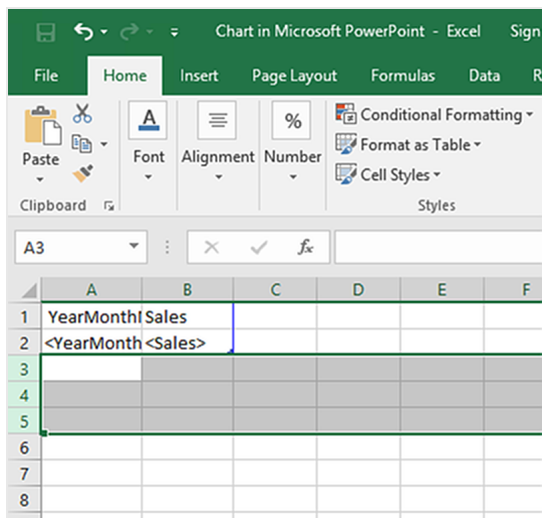 Chart in Microsoft PowerPoint - Excel Sign
File Home Insert Page Layout Formulas Data R
Paste
Font
Alignment
Number
%
Conditional Formatting
Format as Table
Cell Styles
Clipboard
Styles
A3 fx
A B C D E F
1 YearMonthI Sales
2 <YearMonth <Sales>
3
4
5
6
7
8